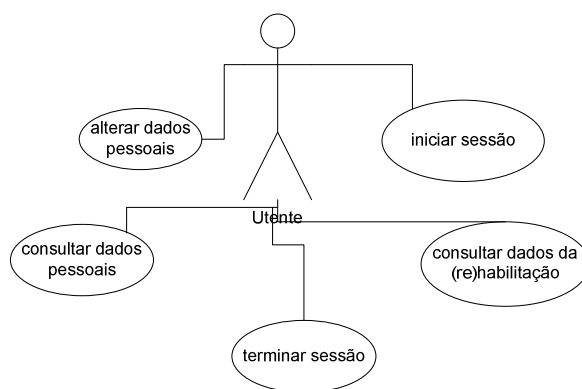 alterar dados
pessoais
iniciar sessão
Utente
consultar dados
pessoais
consultar dados da
(re)habilitação
terminar sessão